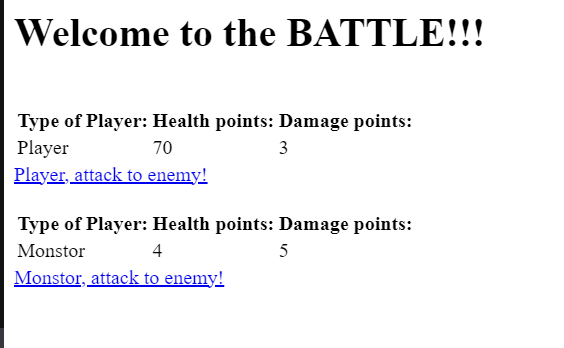 Welcome to the BATTLE!!!
Type of Player: Health points: Damage points:
Player 70 3
Player, attack to enemy!
Type of Player: Health points: Damage points:
Monstor 4 5
Monstor, attack to enemy!